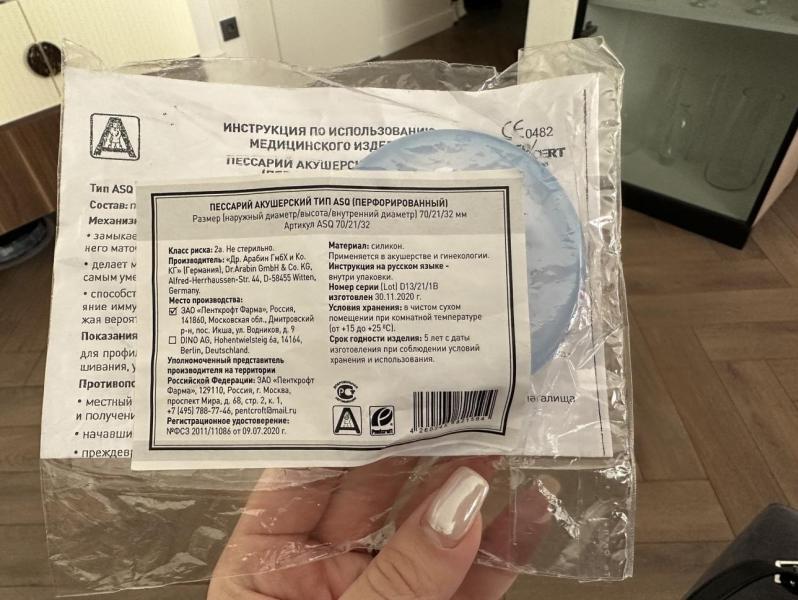 ИНСТРУКЦИЯ ПО ИСПОЛЬЗОВАНИЮ
МЕДИЦИНСКОГО
ПЕССАРИЙ
CE 0482
Тип ASQ
Состав:
• замыкае
него
• делает м
самым уме
• способст
яние имму
жая вероят
Показания
для профи
шивания, у
Противопо
• местный
и получени
• начавши
• преждев
влагалища
ПЕССАРИЙ АКУШЕРСКИЙ ТИП ASQ (ПЕРФОРИРОВАННЫЙ)
Размер (наружный диаметр/высота/внутренний диаметр) 70/21/32 мм
Артикул ASQ 70/21/32
Класс риска: 2а. Не стерильно.
Производитель: «Др. Арабин ГмбХ и Ко.
КГ» (Германия), Dr.Arabin GmbH & Co. KG,
Alfred-Herrhaussen-Str. 44, D-58455 Witten,
Germany.
Место производства:
ЗАО «Пенткрофт Фарма», Россия,
141860, Московская обл., Дмитровский
р-н, пос. Икша, ул. Водников, д. 9
DINO AG, Hohentwielsteig 6a, 14164,
Berlin, Deutschland.
Уполномоченный представитель
производителя на территории
Российской Федерации: ЗАО «Пенткрофт
Фарма», 129110, Россия, г. Москва,
проспект Мира, д. 68, стр. 2, к. 1,
+7 (495) 788-77-46, pentcroft@mail.ru
Регистрационное удостоверение:
№ФСЗ 2011/11086 от 09.07.2020 г.
Материал: силикон.
Применяется в акушерстве и гинекологии.
Инструкция на русском языке -
внутри упаковки.
Номер серии (Lot) D13/21/1B
изготовлен 30.11.2020 г.
Условия хранения: в чистом сухом
помещении при комнатной температуре
(от +15 до +25 ºС).
Срок годности изделия: 5 лет с даты
изготовления при соблюдении условий
хранения и использования.
Pentcroft